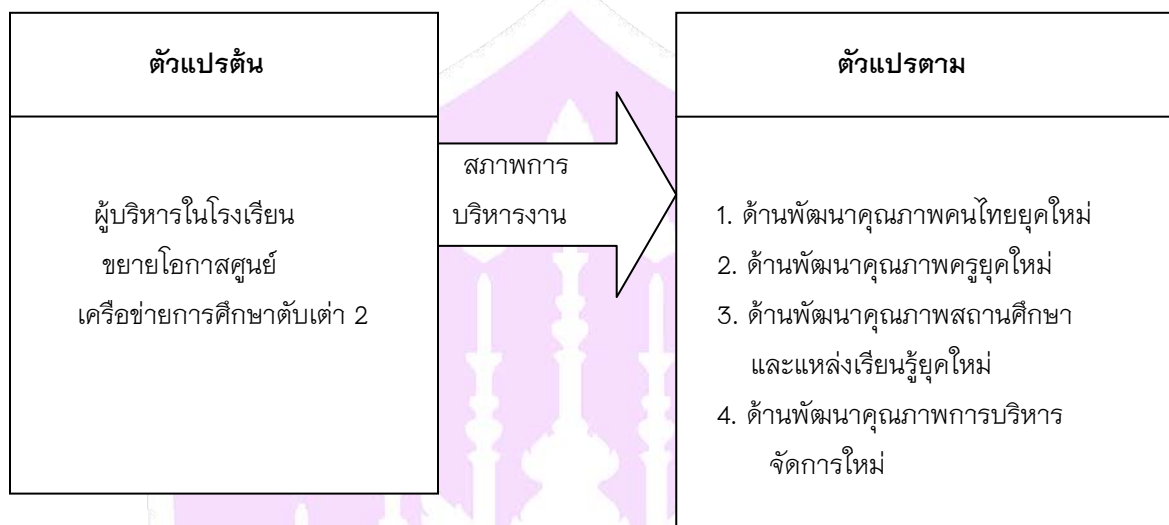 ตัวแปรต้น
ผู้บริหารในโรงเรียน
ขยายโอกาสศูนย์
เครือข่ายการศึกษาตับเต่า 2
สภาพการ
บริหารงาน
ตัวแปรตาม
1. ด้านพัฒนาคุณภาพคนไทยยุคใหม่
2. ด้านพัฒนาคุณภาพครูยุคใหม่
3. ด้านพัฒนาคุณภาพสถานศึกษา
และแหล่งเรียนรู้ยุคใหม่
4. ด้านพัฒนาคุณภาพการบริหาร
จัดการใหม่